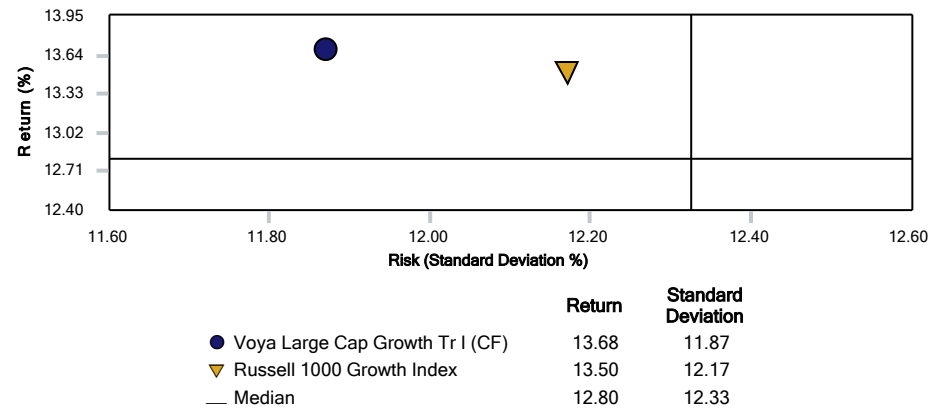 13.95
13.64
13.33
13.02
12.71
12.40
Return (%)
11.60 11.80 12.00 12.20 12.40 12.60
Risk (Standard Deviation %)
Return Standard Deviation
Voya Large Cap Growth Tr I (CF) 13.68 11.87
Russell 1000 Growth Index 13.50 12.17
Median 12.80 12.33